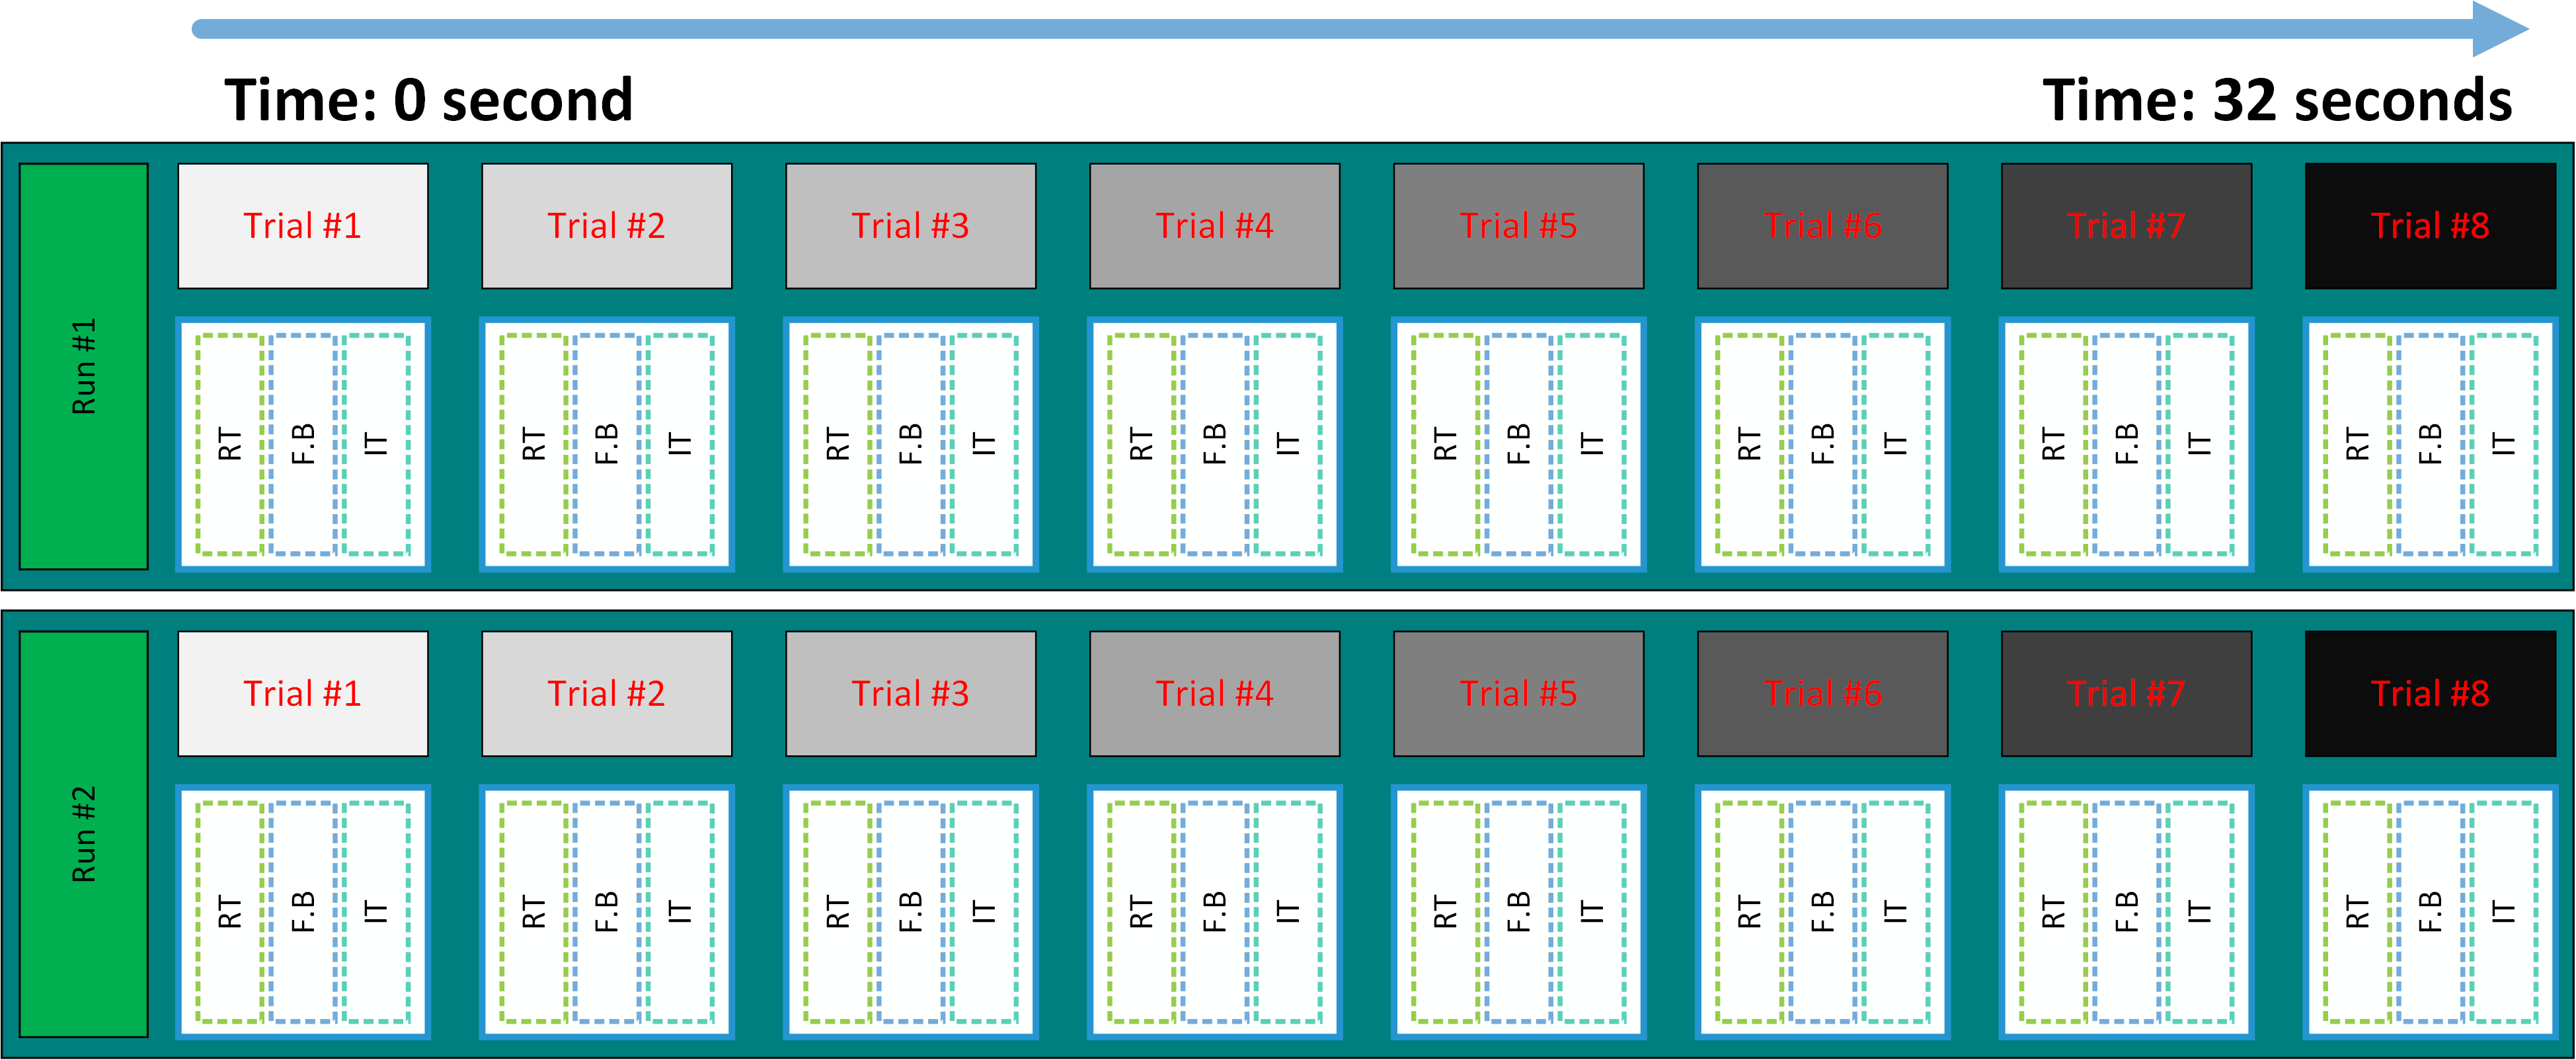 Time: 0 second
Time: 32 seconds
Run #1
Trial #1
Trial #2
Trial #3
Trial #4
Trial #5
Trial #6
Trial #7
Trial #8
RT
F.B
IT
RT
F.B
IT
RT
F.B
IT
RT
F.B
IT
RT
F.B
IT
RT
F.B
IT
RT
F.B
IT
RT
F.B
IT
Run #2
Trial #1
Trial #2
Trial #3
Trial #4
Trial #5
Trial #6
Trial #7
Trial #8
RT
F.B
IT
RT
F.B
IT
RT
F.B
IT
RT
F.B
IT
RT
F.B
IT
RT
F.B
IT
RT
F.B
IT
RT
F.B
IT